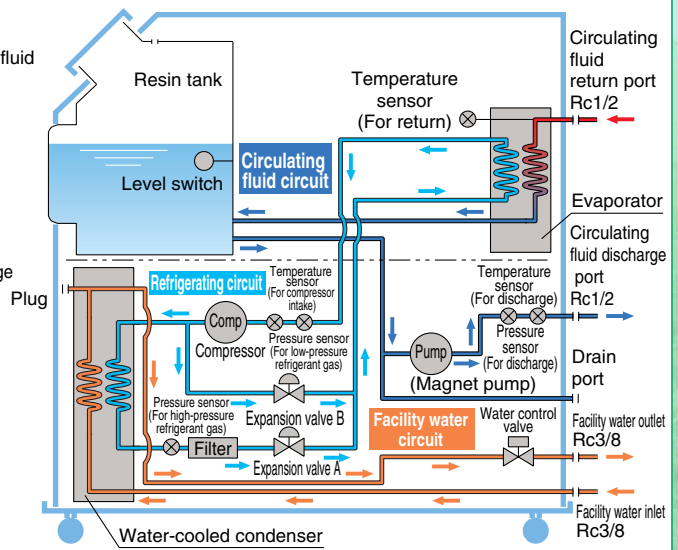 fluid
Resin tank
Level switch
Circulating
fluid circuit
Temperature
sensor
(For return)
Circulating
fluid
return port
Rc1/2
Evaporator
Circulating
fluid discharge
port
Rc1/2
ge
Plug
Refrigerating circuit
Temperature
sensor
(For compressor
intake)
Comp
Compressor
Pressure sensor
(For low-pressure
refrigerant gas)
Temperature
sensor
(For discharge)
Pressure
sensor
(For discharge)
Pump
(Magnet pump)
Drain
port
Pressure sensor
(For high-pressure
refrigerant gas)
Expansion valve B
Filter
Expansion valve A
Facility water
circuit
Water control
valve
Facility water outlet
Rc3/8
Facility water inlet
Rc3/8
Water-cooled condenser